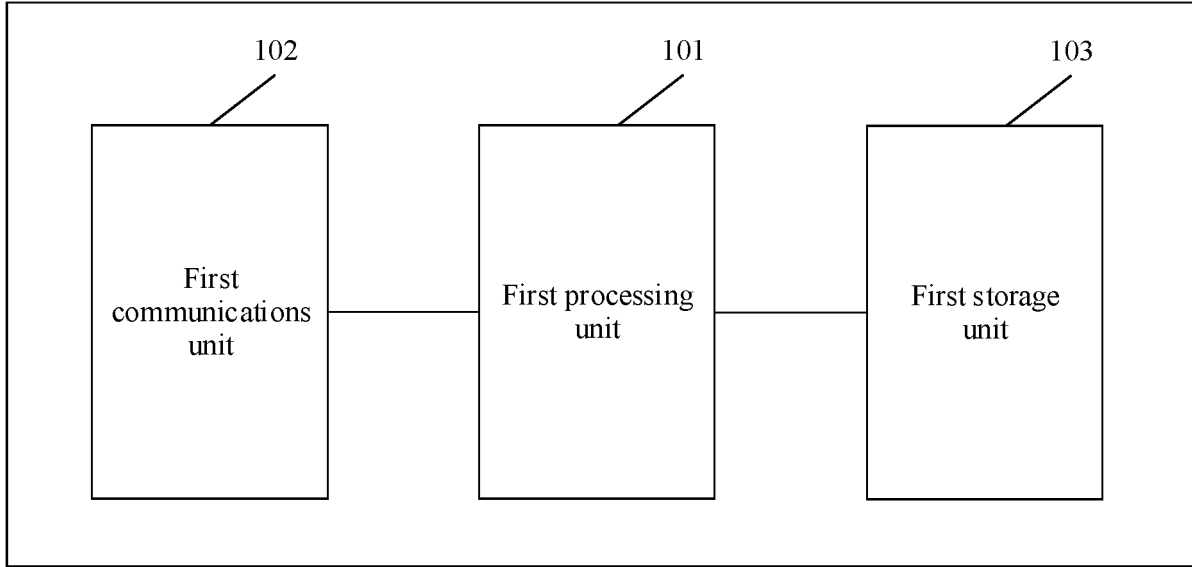 102
101
103
First
communications
unit
First processing
unit
First storage
unit